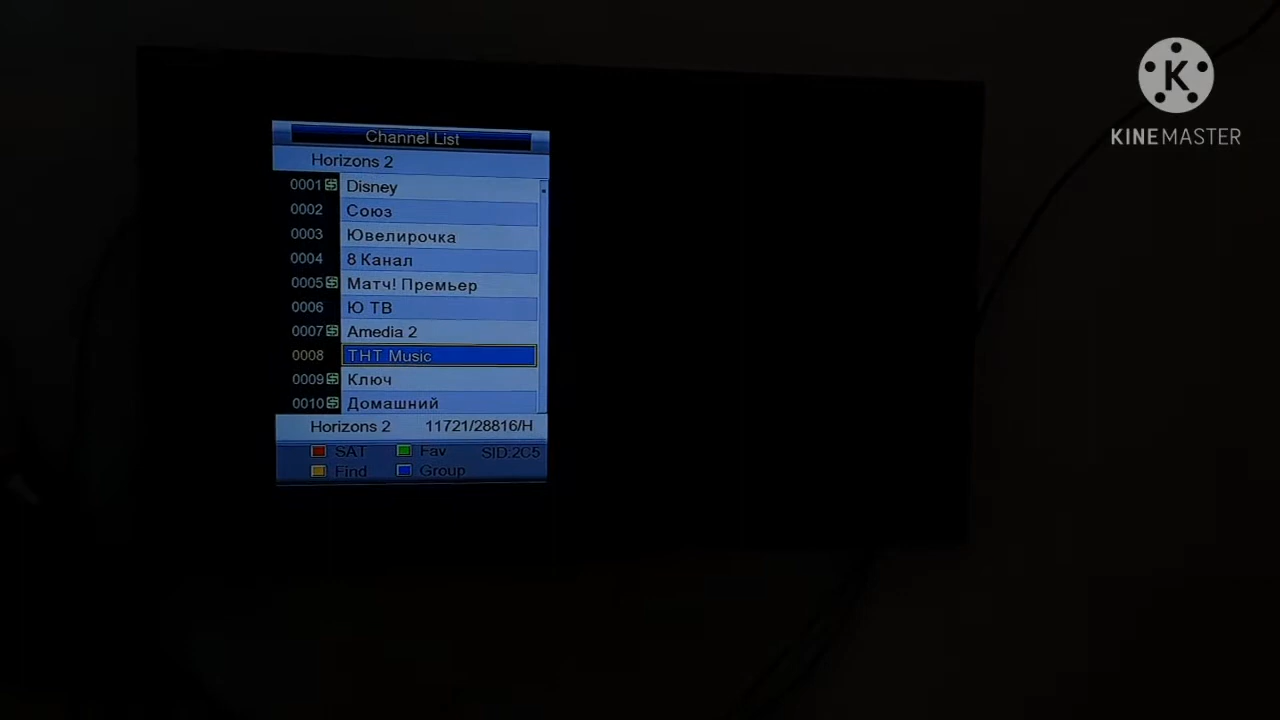 Channel List
Horizons 2
0001 Disney
0002 Союз
0003 Ювелирочка
0004 8 Канал
0005 Матч! Премьер
0006 Ю ТВ
0007 Amedia 2
0008 ТНТ Music
0009 Ключ
0010 Домашний
Horizons 2 11721/28816/H
SAT Fav SID:2C5
Find Group
K
KINEMASTER